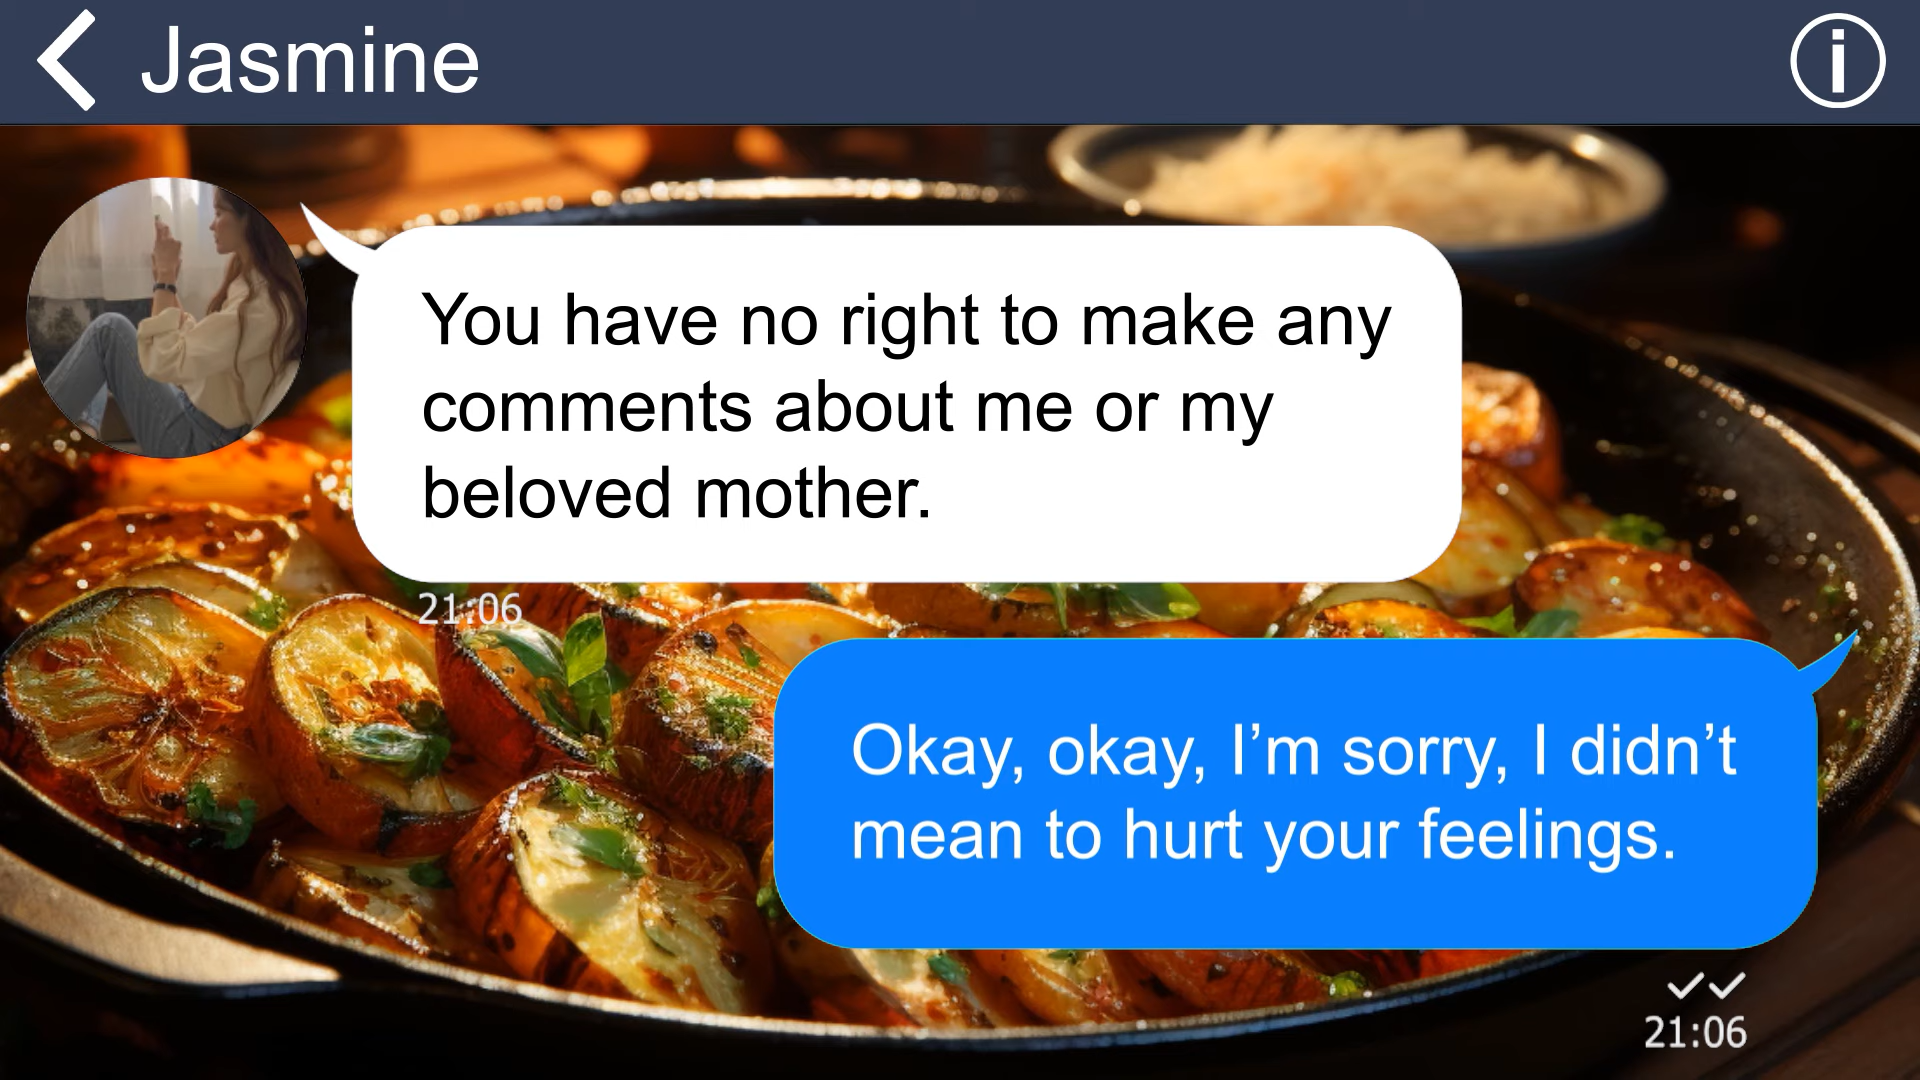 Jasmine
You have no right to make any
comments about me or my
beloved mother.
21:06
Okay, okay, I’m sorry, I didn’t
mean to hurt your feelings.
21:06